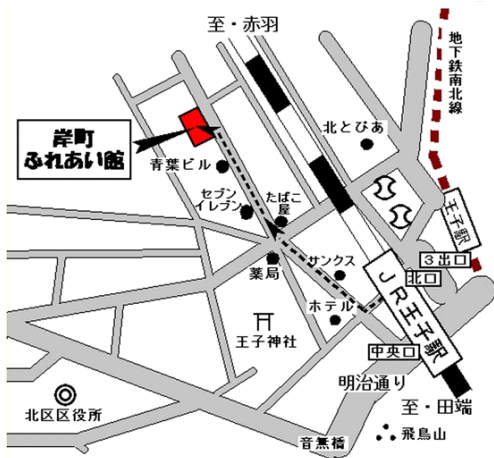 至・赤羽
地下鉄南北線
岸町
ふれあい館
北とぴあ
青葉ビル
セブン
イレブン
たばこ
屋
王子駅
3出口
サンクス
北口
薬局
JR王子駅
ホテル
王子神社
中央口
明治通り
至・田端
北区区役所
音無橋
飛鳥山